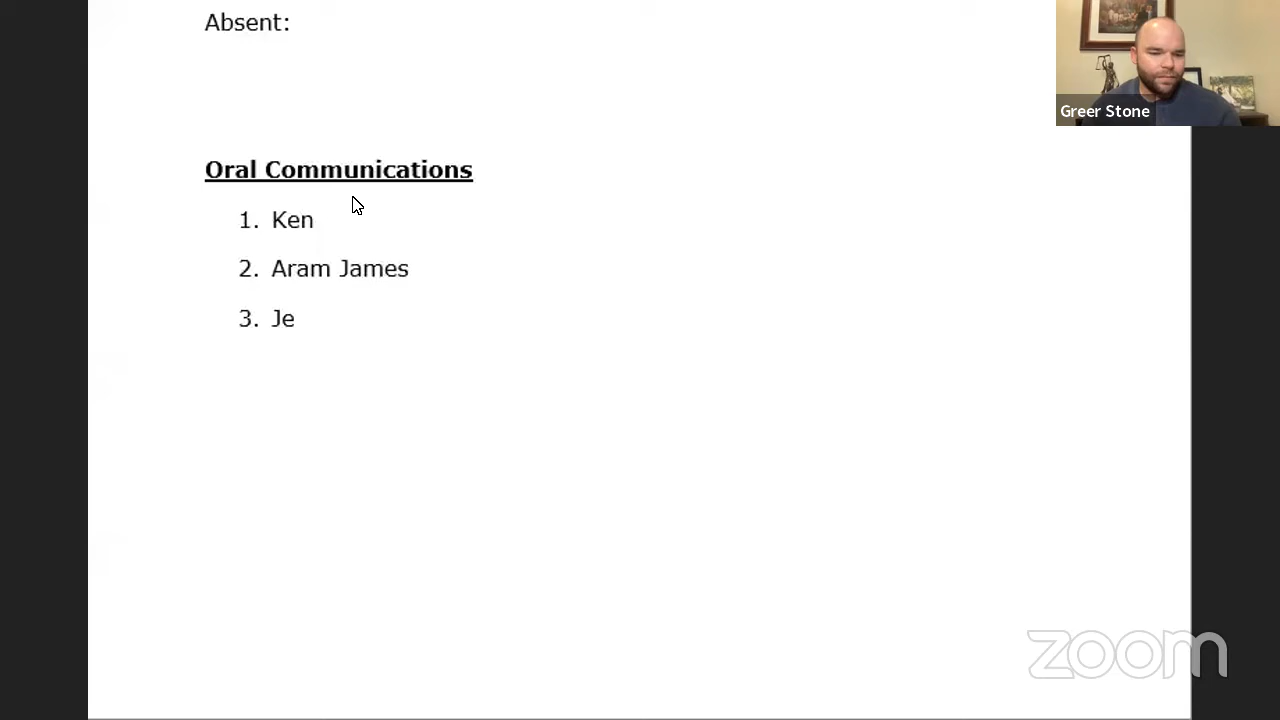 Absent:
Greer Stone
Oral Communications
1. Ken
2. Aram James
3. Je
zoom